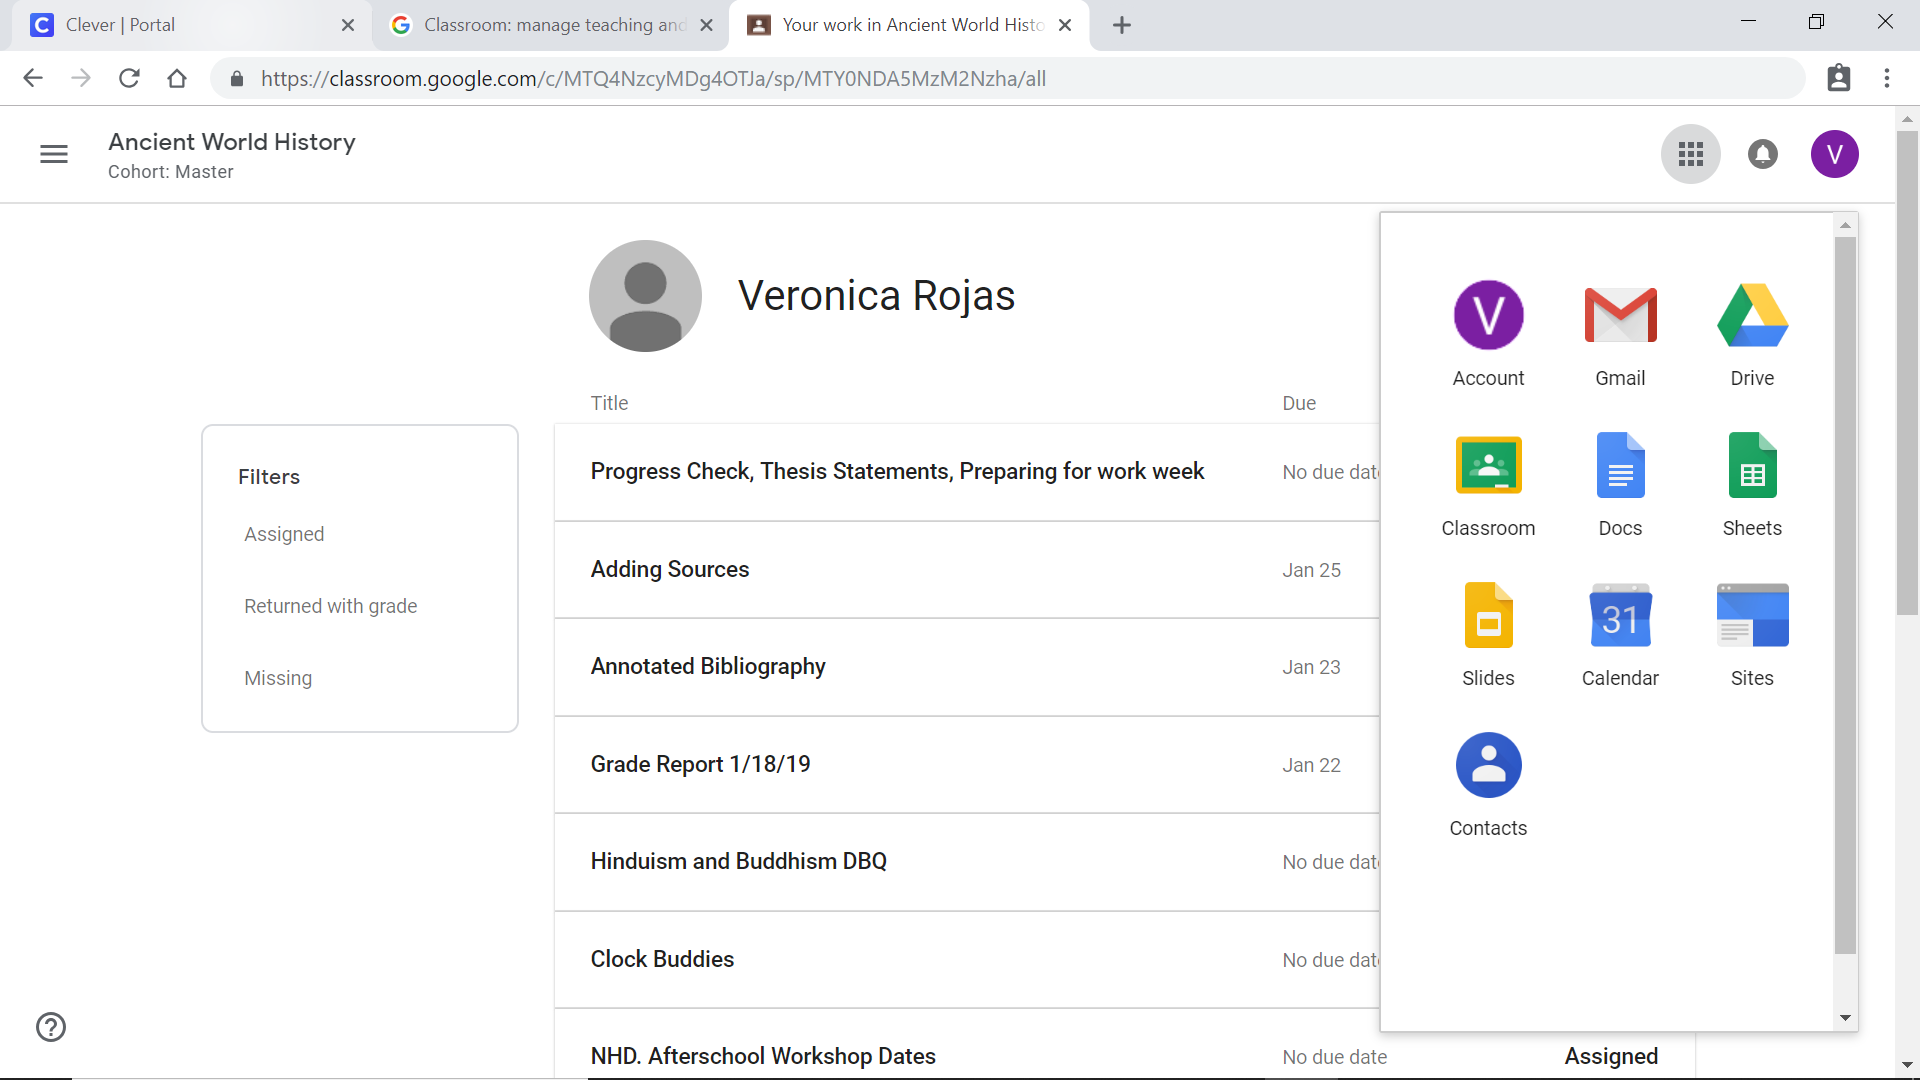 Clever | Portal
Classroom: manage teaching and
Your work in Ancient World Histo
https://classroom.google.com/c/MTQ4NzcyMDg4OTJa/sp/MTY0NDA5MzM2Nzha/all
Ancient World History
Cohort: Master
V
Veronica Rojas
Title
Due
Filters
Assigned
Returned with grade
Missing
Progress Check, Thesis Statements, Preparing for work week
No due date
Adding Sources
Jan 25
Annotated Bibliography
Jan 23
Grade Report 1/18/19
Jan 22
Hinduism and Buddhism DBQ
No due date
Clock Buddies
No due date
NHD. Afterschool Workshop Dates
No due date
Assigned
V
Account
Gmail
Drive
Classroom
Docs
Sheets
Slides
31
Calendar
Sites
Contacts